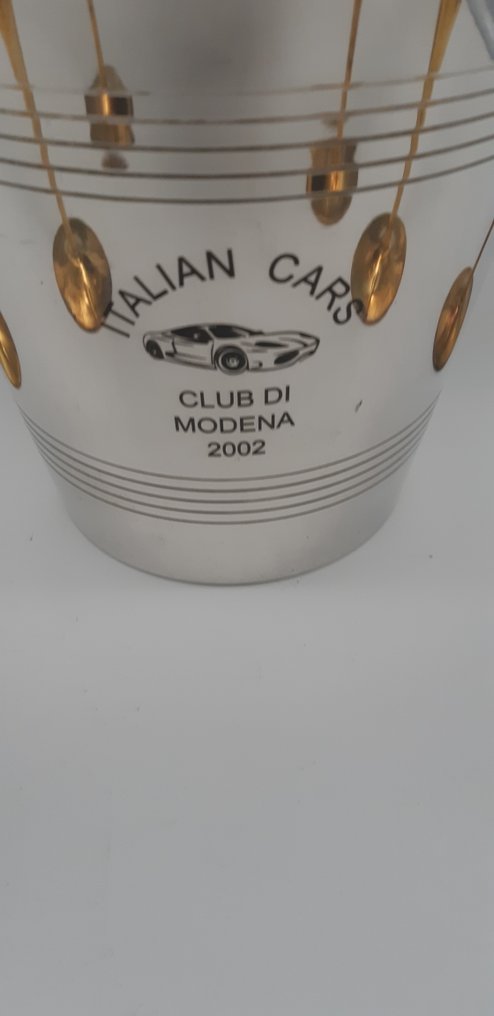 ITALIAN CARS
CLUB DI
MODENA
2002